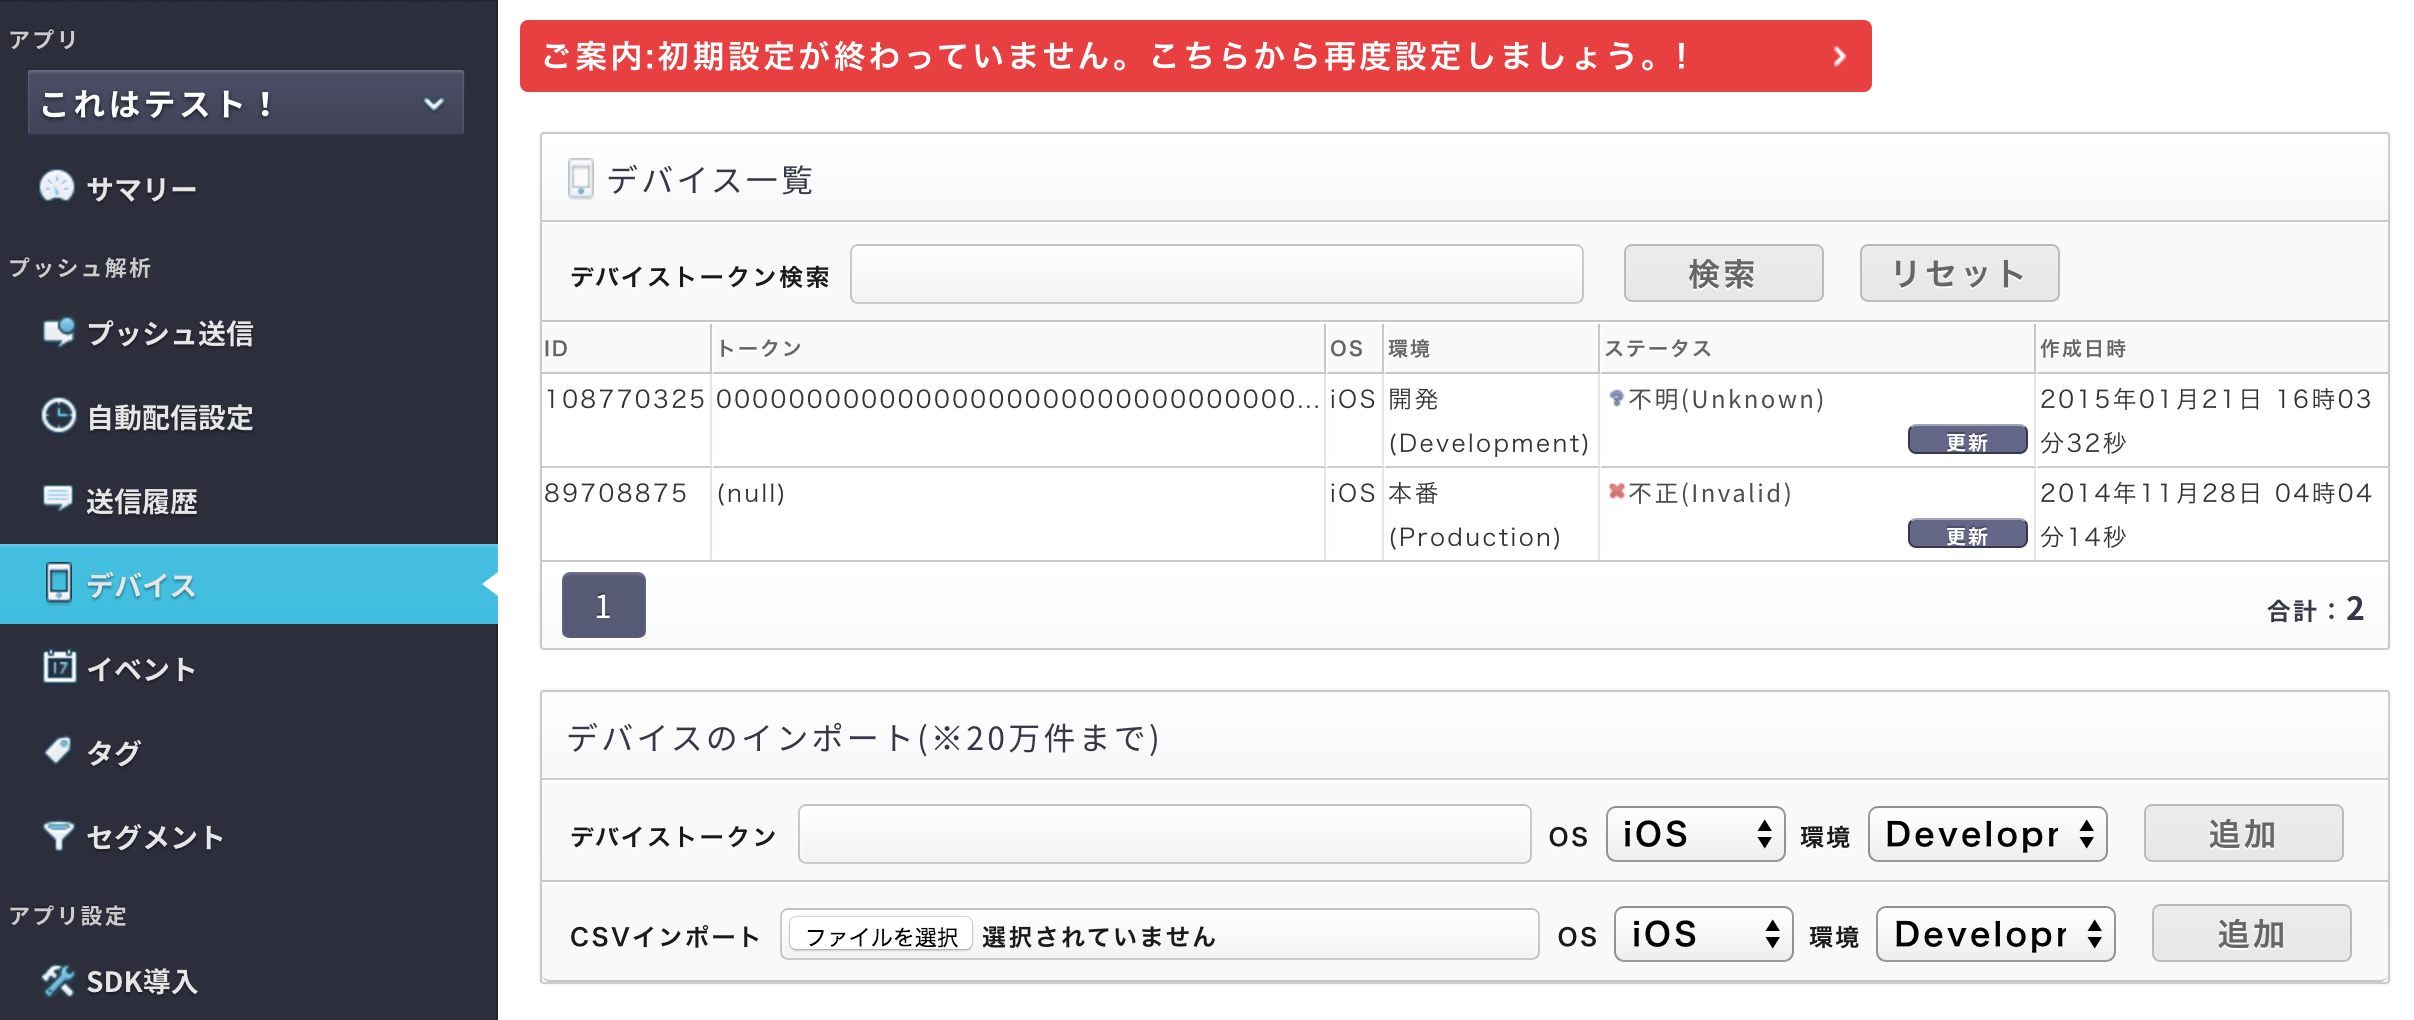 アプリ
これはテスト！
サマリー
プッシュ解析
プッシュ送信
自動配信設定
送信履歴
デバイス
イベント
タグ
セグメント
アプリ設定
SDK導入
ご案内:初期設定が終わっていません。こちらから再度設定しましょう。!
デバイス一覧
デバイストークン検索 検索 リセット
ID トークン OS 環境 ステータス 作成日時
108770325 00000000000000000000000000000000... iOS 開発 不明(Unknown) 2015年01月21日 16時03
(Development) 更新 分32秒
89708875 (null) iOS 本番 不正(Invalid) 2014年11月28日 04時04
(Production) 更新 分14秒
1 合計：2
デバイスのインポート(※20万件まで)
デバイストークン OS iOS 環境 Developr 追加
CSVインポート ファイルを選択 選択されていません OS iOS 環境 Developr 追加